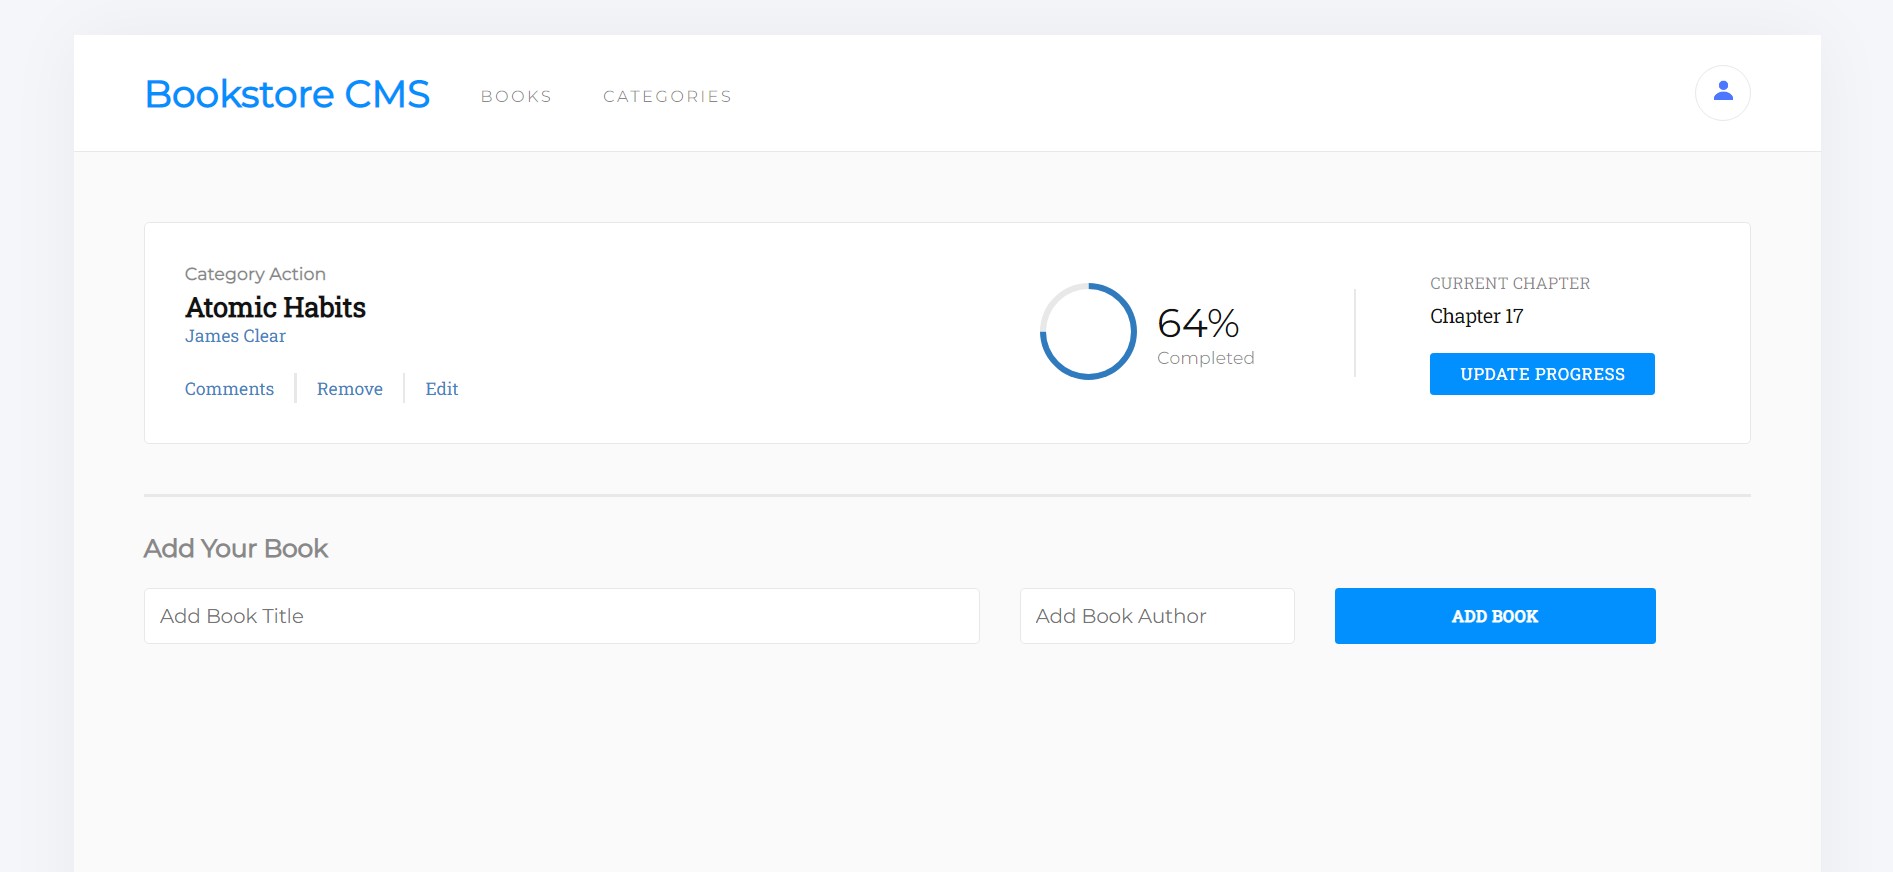 Bookstore CMS BOOKS CATEGORIES
Category Action
Atomic Habits
James Clear
Comments Remove Edit
64%
Completed
CURRENT CHAPTER
Chapter 17
UPDATE PROGRESS
Add Your Book
Add Book Title Add Book Author ADD BOOK